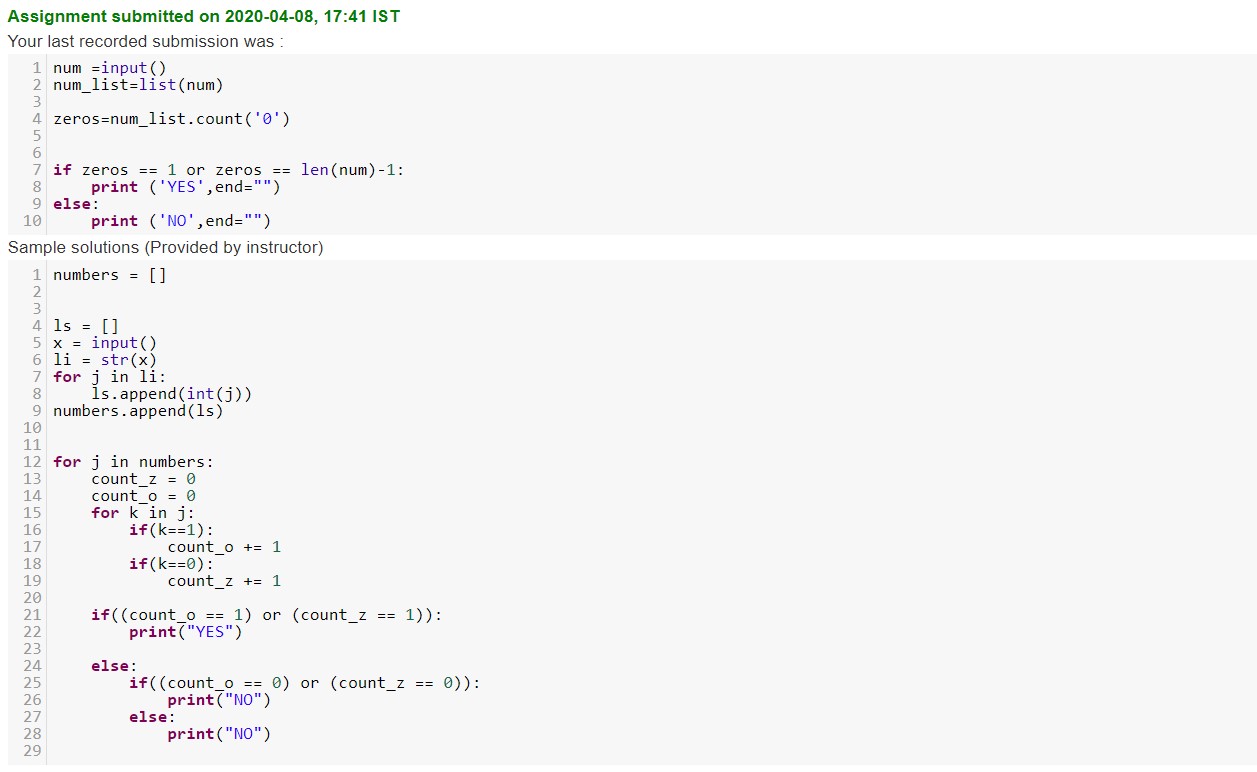 Assignment submitted on 2020-04-08, 17:41 IST
Your last recorded submission was :
1 num =input()
2 num_list=list(num)
3
4 zeros=num_list.count('0')
5
6
7 if zeros == 1 or zeros == len(num)-1:
8     print ('YES',end="")
9 else:
10     print ('NO',end="")
Sample solutions (Provided by instructor)
1 numbers = []
2
3
4 ls = []
5 x = input()
6 li = str(x)
7 for j in li:
8     ls.append(int(j))
9 numbers.append(ls)
10
11
12 for j in numbers:
13     count_z = 0
14     count_o = 0
15     for k in j:
16         if(k==1):
17             count_o += 1
18         if(k==0):
19             count_z += 1
20
21     if((count_o == 1) or (count_z == 1)):
22         print("YES")
23
24     else:
25         if((count_o == 0) or (count_z == 0)):
26             print("NO")
27         else:
28             print("NO")
29